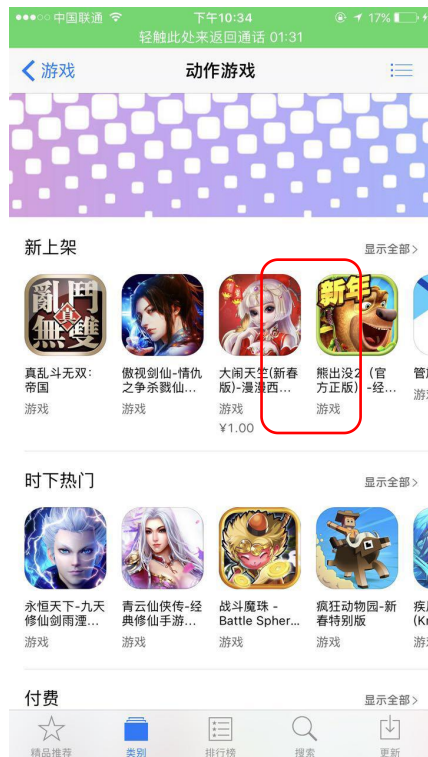 中国联通 下午10:34 17%
轻触此处来返回通话 01:31
游戏 动作游戏
新上架 显示全部>
亂鬥
真
無雙
新年
真乱斗无双:
帝国
游戏
傲视剑仙-情仇
之争杀戮仙...
游戏
大闹天竺(新春
版)-漫漫西...
游戏
¥1.00
熊出没2（官
方正版）-经...
游戏
时下热门 显示全部>
永恒天下-九天
修仙剑雨湮...
游戏
青云仙侠传-经
典修仙手游...
游戏
战斗魔珠 -
Battle Spher...
游戏
疯狂动物园-新
春特别版
游戏
付费 显示全部>
精品推荐 类别 排行榜 搜索 更新